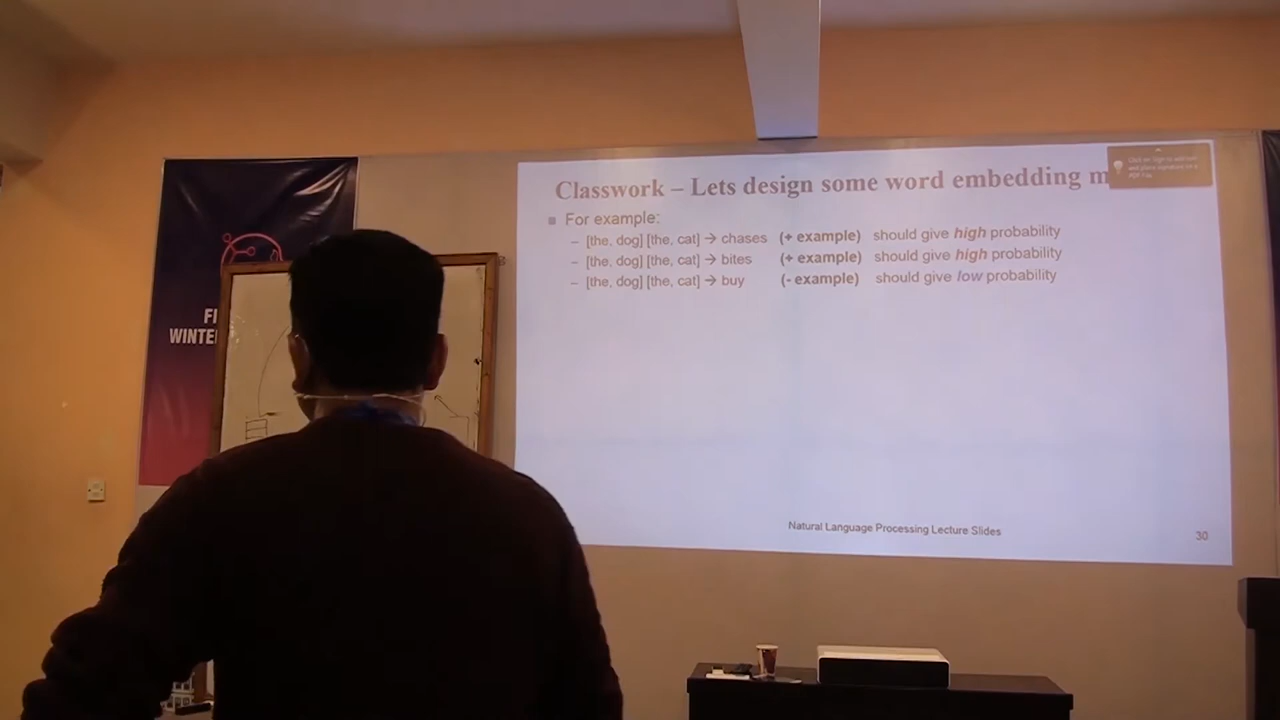 Classwork – Lets design some word embedding m
■ For example:
– [the, dog] [the, cat] → chases (+ example) should give high probability
– [the, dog] [the, cat] → bites (+ example) should give high probability
– [the, dog] [the, cat] → buy (- example) should give low probability
Natural Language Processing Lecture Slides
30
WINTE